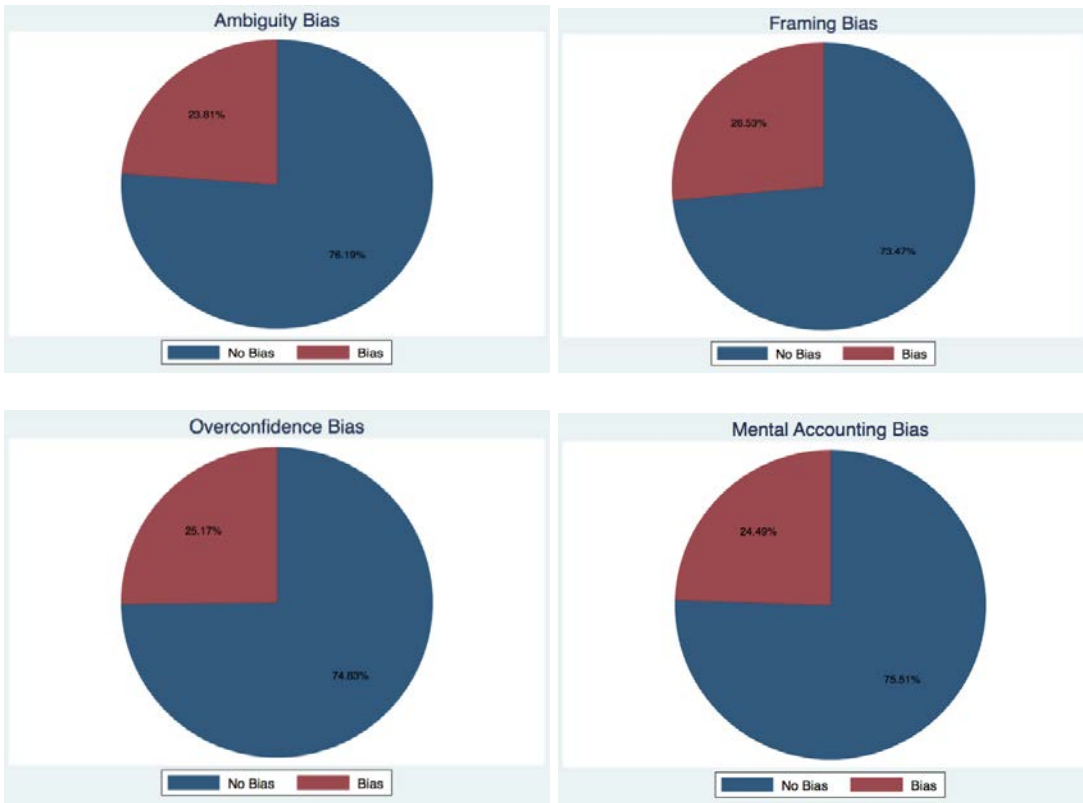 Ambiguity Bias
23.81%
76.19%
No Bias Bias
Framing Bias
26.53%
73.47%
No Bias Bias
Overconfidence Bias
25.17%
74.83%
No Bias Bias
Mental Accounting Bias
24.49%
75.51%
No Bias Bias